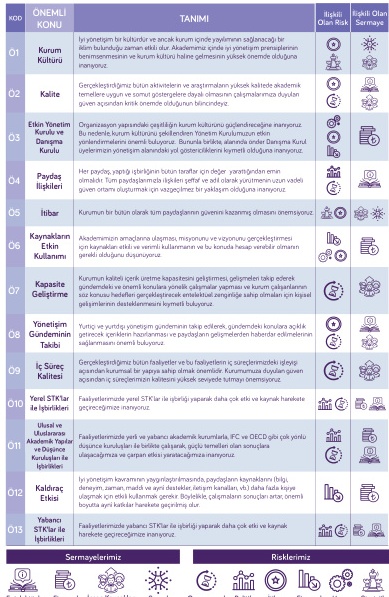 KOD
ÖNEMLİ
KONU
TANIMI
İlişkili
Olan Risk
İlişkili Olan
Sermaye
Ö1
Kurum
Kültürü
İyi yönetim bir kültürdür ve ancak kurum içinde yayılımının sağlanacağı bir
iklim bulunduğu zaman etkili olur. Akademimiz içinde iyi yönetim prensiplerinin
benimsenmesinin ve kurum kültürü haline gelmesinin yüksek önemde olduğuna
inanıyoruz.
Ö2
Kalite
Gerçekleştirdiğimiz bütün aktivitelerin ve araştırmaların yüksek kalitede akademik
temellere uygun ve somut göstergelere dayalı olmasının çalışmalarımıza duyulan
güven açısından kritik önemde olduğunun bilincindeyiz.
Ö3
Etkin Yönetim
Kurulu ve
Danışma
Kurulu
Organizasyon yapısındaki çeşitliliğin kurum kültürünü güçlendireceğine inanıyoruz.
Bu nedenle, kurum kültürünü şekillendiren Yönetim Kurulumuzun etkin
yönlendirmelerini önemli buluyoruz. Bununla birlikte, alanında önder Danışma Kurul
üyelerimizin yönetişim alanındaki yol göstericiliğini kıymetli olduğuna inanıyoruz.
Ö4
Paydaş
İlişkileri
Her paydaş, yaptığı işbirliğinin bütün taraflar için değer yarattığından emin
olmalıdır. Tüm paydaşlarımızla ilişkileri şeffaf ve adil olarak yürütmenin uzun vadeli
güven ortamı oluşturmak için vazgeçilmez bir yaklaşım olduğuna inanıyoruz.
Ö5
İtibar
Kurumun bir bütün olarak tüm paydaşlarının güvenini kazanmış olmasını önemsiyoruz.
Ö6
Kaynakların
Etkin
Kullanımı
Akademimizin amaçlarına ulaşması, misyonunu ve vizyonunu gerçekleştirmesi
için kaynakları etkili ve verimli kullanmanın ve bu konuda hesap verebilir olmanın
gerekli olduğunu düşünüyoruz.
Ö7
Kapasite
Geliştirme
Kurumun kaliteli içerik üretme kapasitesini geliştirmesi, gelişmeleri takip ederek
gündemdeki ve önemli konulara yönelik çalışmalar yapması ve kurum çalışanlarının
söz konusu hedefleri gerçekleştirecek entelektüel zenginliğe sahip olmaları için kişisel
gelişimlerinin desteklenmesini kıymetli buluyoruz.
Ö8
Yönetişim
Gündeminin
Takibi
Yurtiçi ve yurtdışı yönetişim gündeminin takip edilerek, gündemdeki konulara açıklık
getirecek içeriklerin hazırlanması ve paydaşların gelişmelerden haberdar edilmelerinin
sağlanmasını önemli buluyoruz.
Ö9
İç Süreç
Kalitesi
Gerçekleştirdiğimiz bütün faaliyetler ve bu faaliyetlerin iç süreçlerimizdeki işleyişi
açısından kurumsal bir yapıya sahip olmak önemlidir. Kurumumuza duyulan güven
açısından iç süreçlerimizin kalitesini yüksek seviyede tutmayı önemsiyoruz.
Ö10
Yerel STK'lar
ile İşbirlikleri
Faaliyetlerimizde yerel STK'lar ile işbirliği yaparak daha çok etki ve kaynak harekete
geçireceğimize inanıyoruz.
Ö11
Ulusal ve
Uluslararası
Akademik Yapılar
ve Düşünce
Kuruluşları ile
İşbirlikleri
Faaliyetlerimizde yerli ve yabancı akademik kurumlarla, IFC ve OECD gibi çok yönlü
düşünce kuruluşları ile birlikte çalışarak, güçlü temelleri olan sonuçlara
ulaşacağımıza ve çarpan etkisi yaratacağımıza inanıyoruz.
Ö12
Kaldıraç
Etkisi
İyi yönetişim kavramının yaygınlaştırılmasında, paydaşların kaynaklarını (bilgi,
deneyim, zaman, maddi ve ayni destekler, iletişim kanalları, vb.) daha fazla kişiye
ulaşmak için etkili kullanmak gerekir. Böylelikle, çalışmaların sonuçları artar, önemli
boyutta ayni katkılar harekete geçirilmiş olur.
Ö13
Yabancı
STK'lar ile
İşbirlikleri
Faaliyetlerimizde yabancı STK'lar ile işbirliği yaparak daha çok etki ve kaynak
harekete geçireceğimize inanıyoruz.
Sermayelerimiz
Risklerimiz